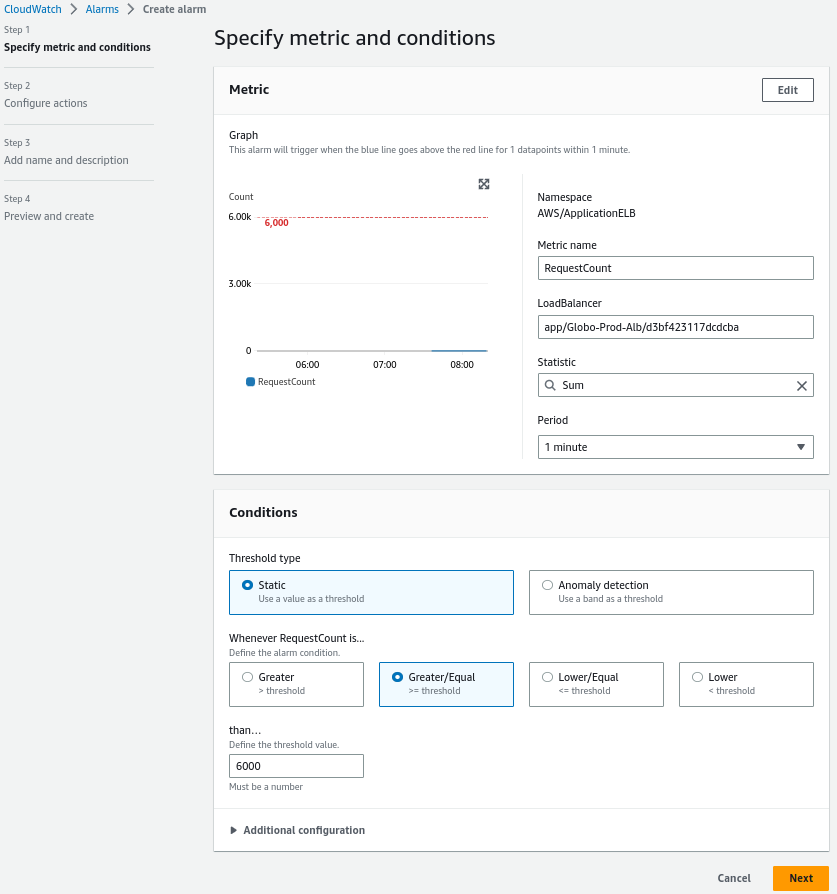 CloudWatch > Alarms > Create alarm
Step 1
Specify metric and conditions
Step 2
Configure actions
Step 3
Add name and description
Step 4
Preview and create
Specify metric and conditions
Metric
Edit
Graph
This alarm will trigger when the blue line goes above the red line for 1 datapoints within 1 minute.
Count
6.00k
6,000
3.00k
0
06:00 07:00 08:00
RequestCount
Namespace
AWS/ApplicationELB
Metric name
RequestCount
LoadBalancer
app/Globo-Prod-Alb/d3bf423117dcdcba
Statistic
Sum
Period
1 minute
Conditions
Threshold type
Static
Use a value as a threshold
Anomaly detection
Use a band as a threshold
Whenever RequestCount is...
Define the alarm condition.
Greater
> threshold
Greater/Equal
>= threshold
Lower/Equal
<= threshold
Lower
< threshold
than...
Define the threshold value.
6000
Must be a number
Additional configuration
Cancel
Next